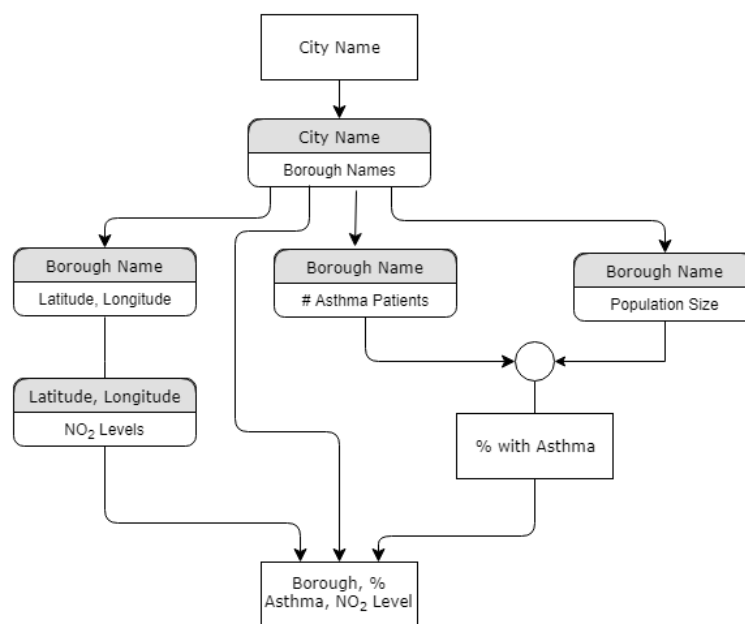 City Name
City Name
Borough Names
Borough Name
Latitude, Longitude
Borough Name
# Asthma Patients
Borough Name
Population Size
Latitude, Longitude
NO₂ Levels
% with Asthma
Borough, %
Asthma, NO₂ Level